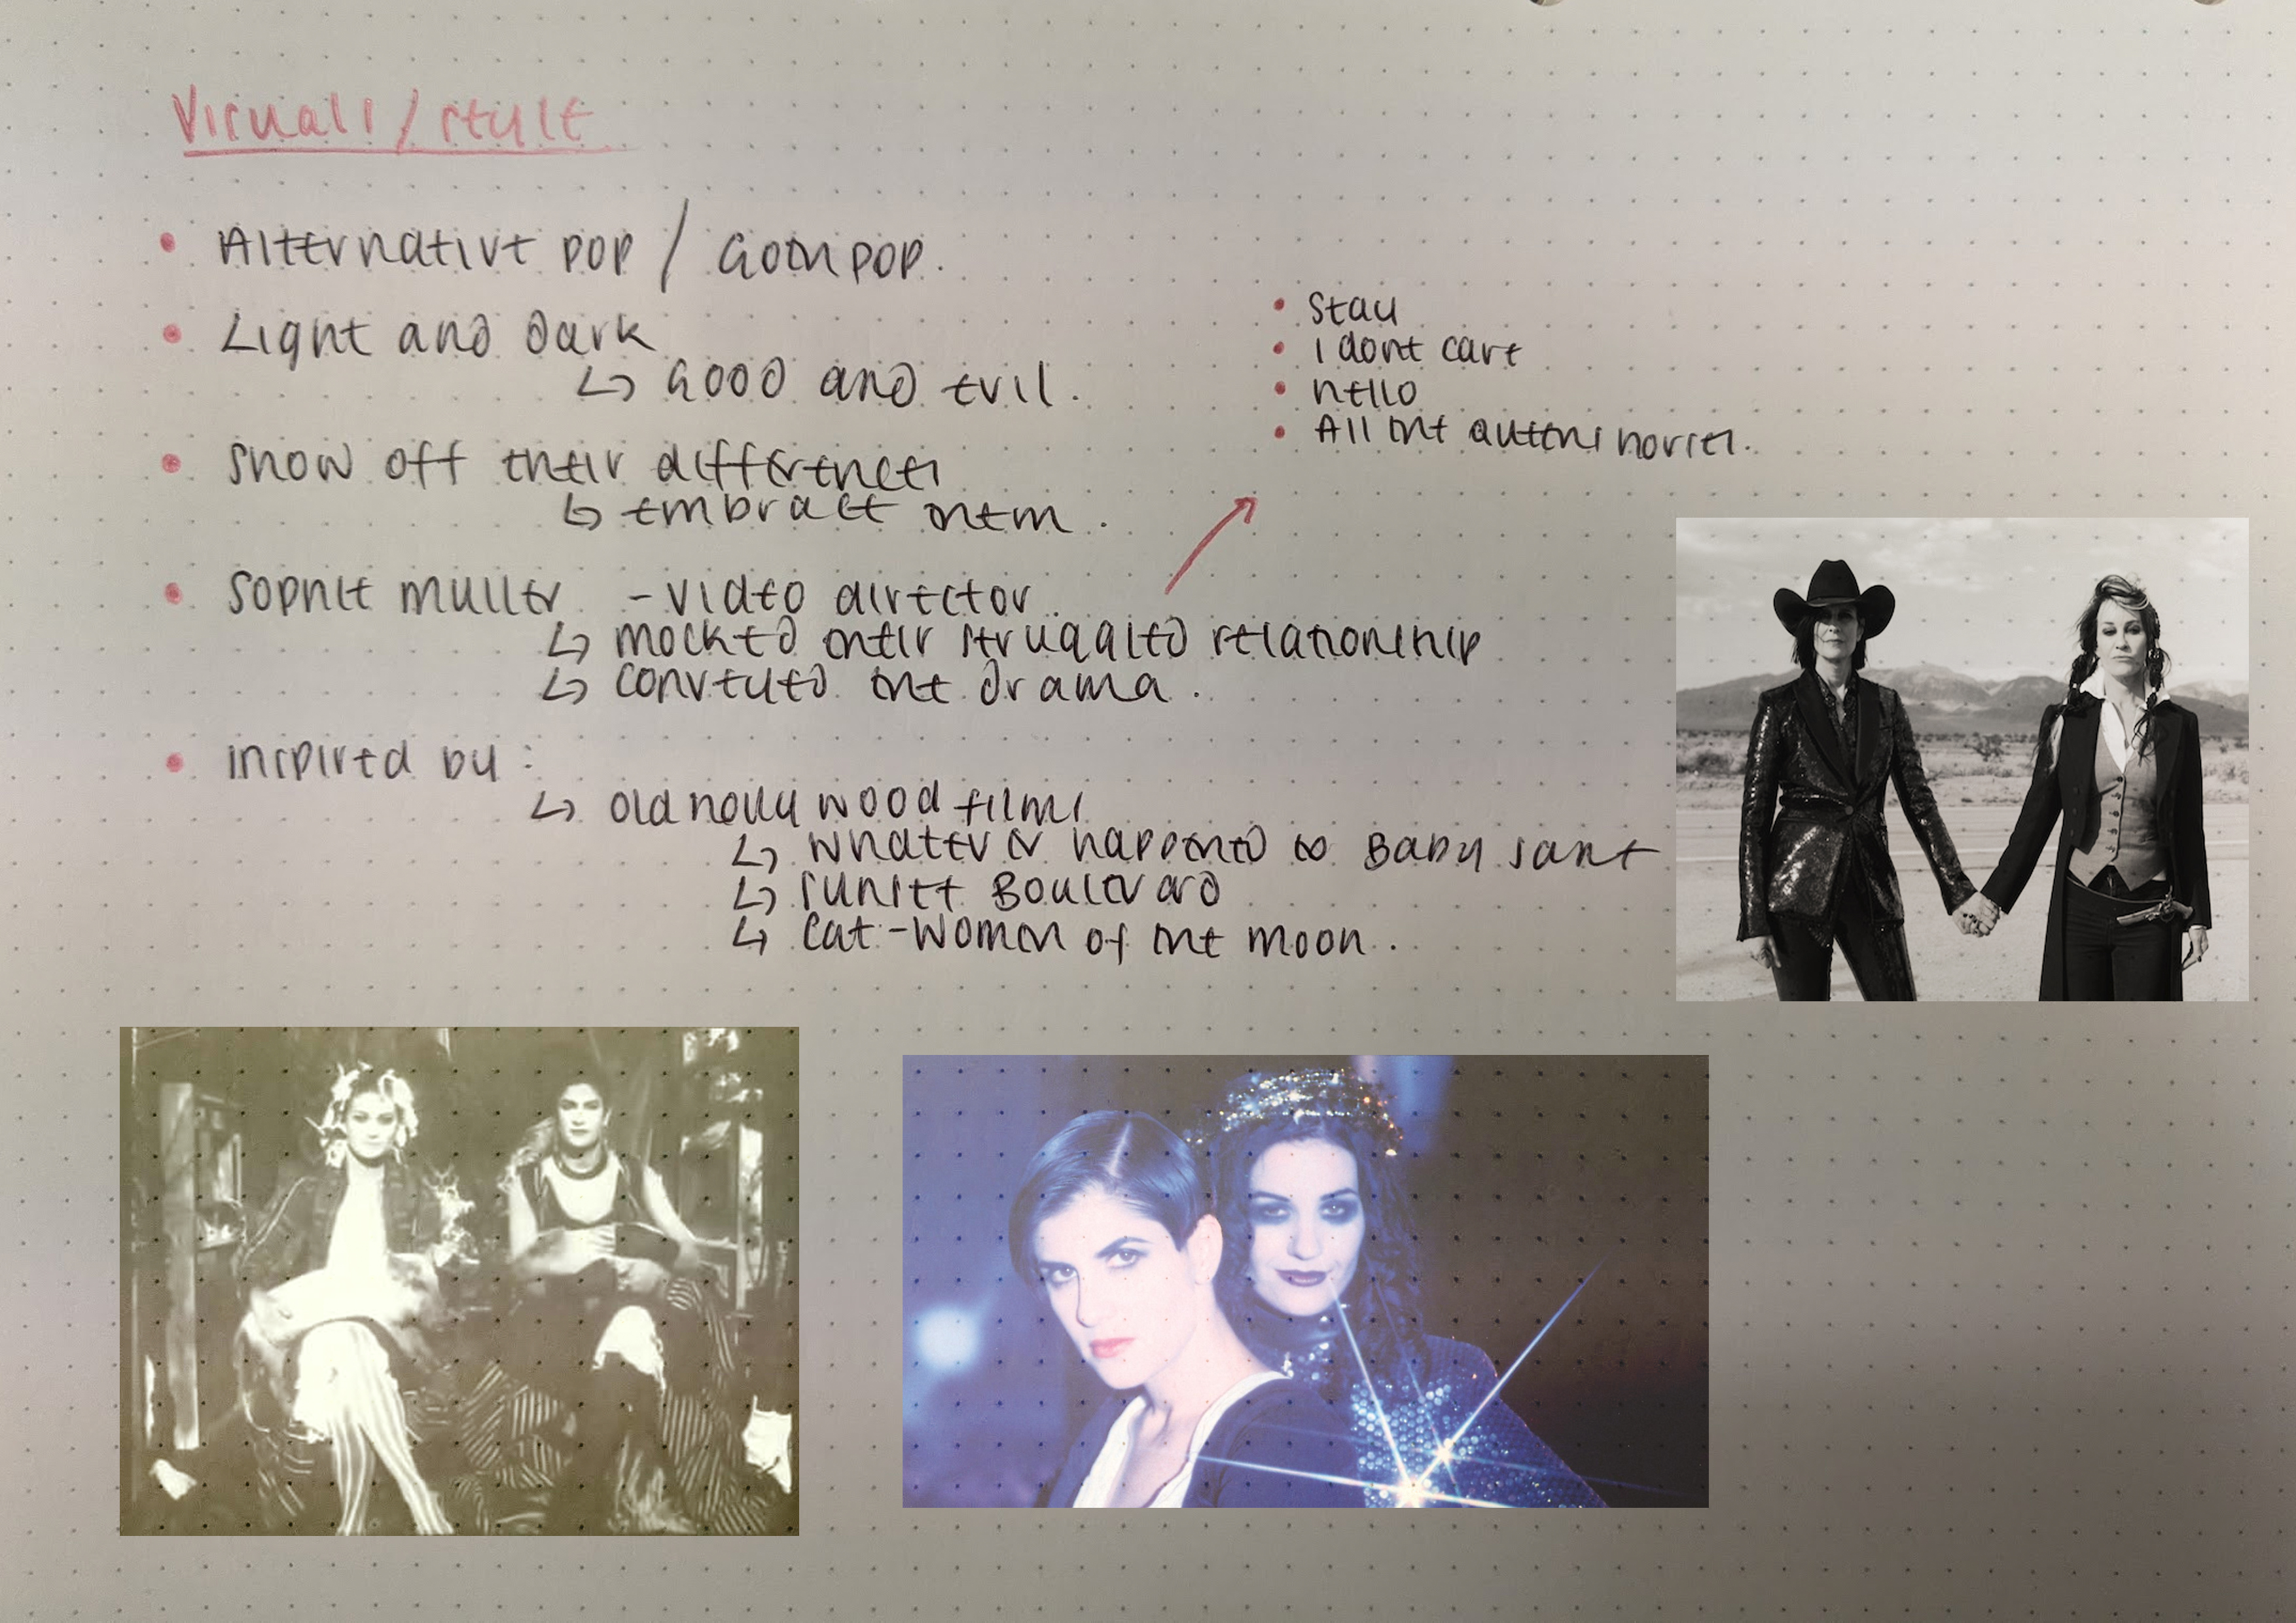 Visuals / style
• Alternative pop / Goth pop.
• Light and Dark
↳ Good and evil.
• Show off their differences
↳ embrace them.
• Sophie muller - video director
↳ mocked their struggled relationship
↳ conveyed the drama.
• inspired by:
↳ old hollywood films
↳ whatever happened to Baby Jane
↳ sunset Boulevard
↳ cat-women of the moon.
• Stay
• I dont care
• hello
• All the queens horses.